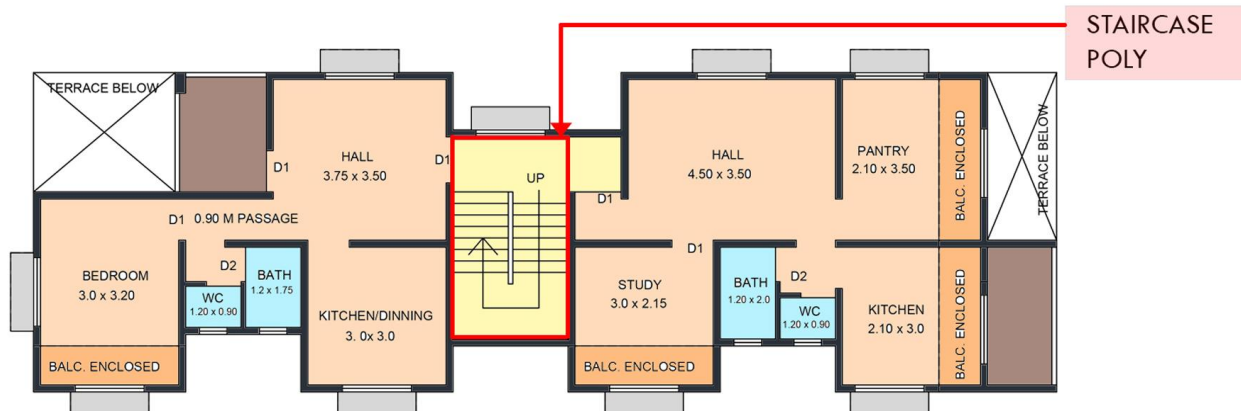 STAIRCASE
POLY
TERRACE BELOW
HALL
3.75 x 3.50
D1
D1
UP
D1
HALL
4.50 x 3.50
PANTRY
2.10 x 3.50
BALC. ENCLOSED
TERRACE BELOW
D1
0.90 M PASSAGE
BEDROOM
3.0 x 3.20
D2
WC
1.20 x 0.90
BATH
1.2 x 1.75
KITCHEN/DINNING
3. 0x 3.0
BALC. ENCLOSED
STUDY
3.0 x 2.15
D1
BATH
1.20 x 2.0
D2
WC
1.20 x 0.90
KITCHEN
2.10 x 3.0
BALC. ENCLOSED
BALC. ENCLOSED